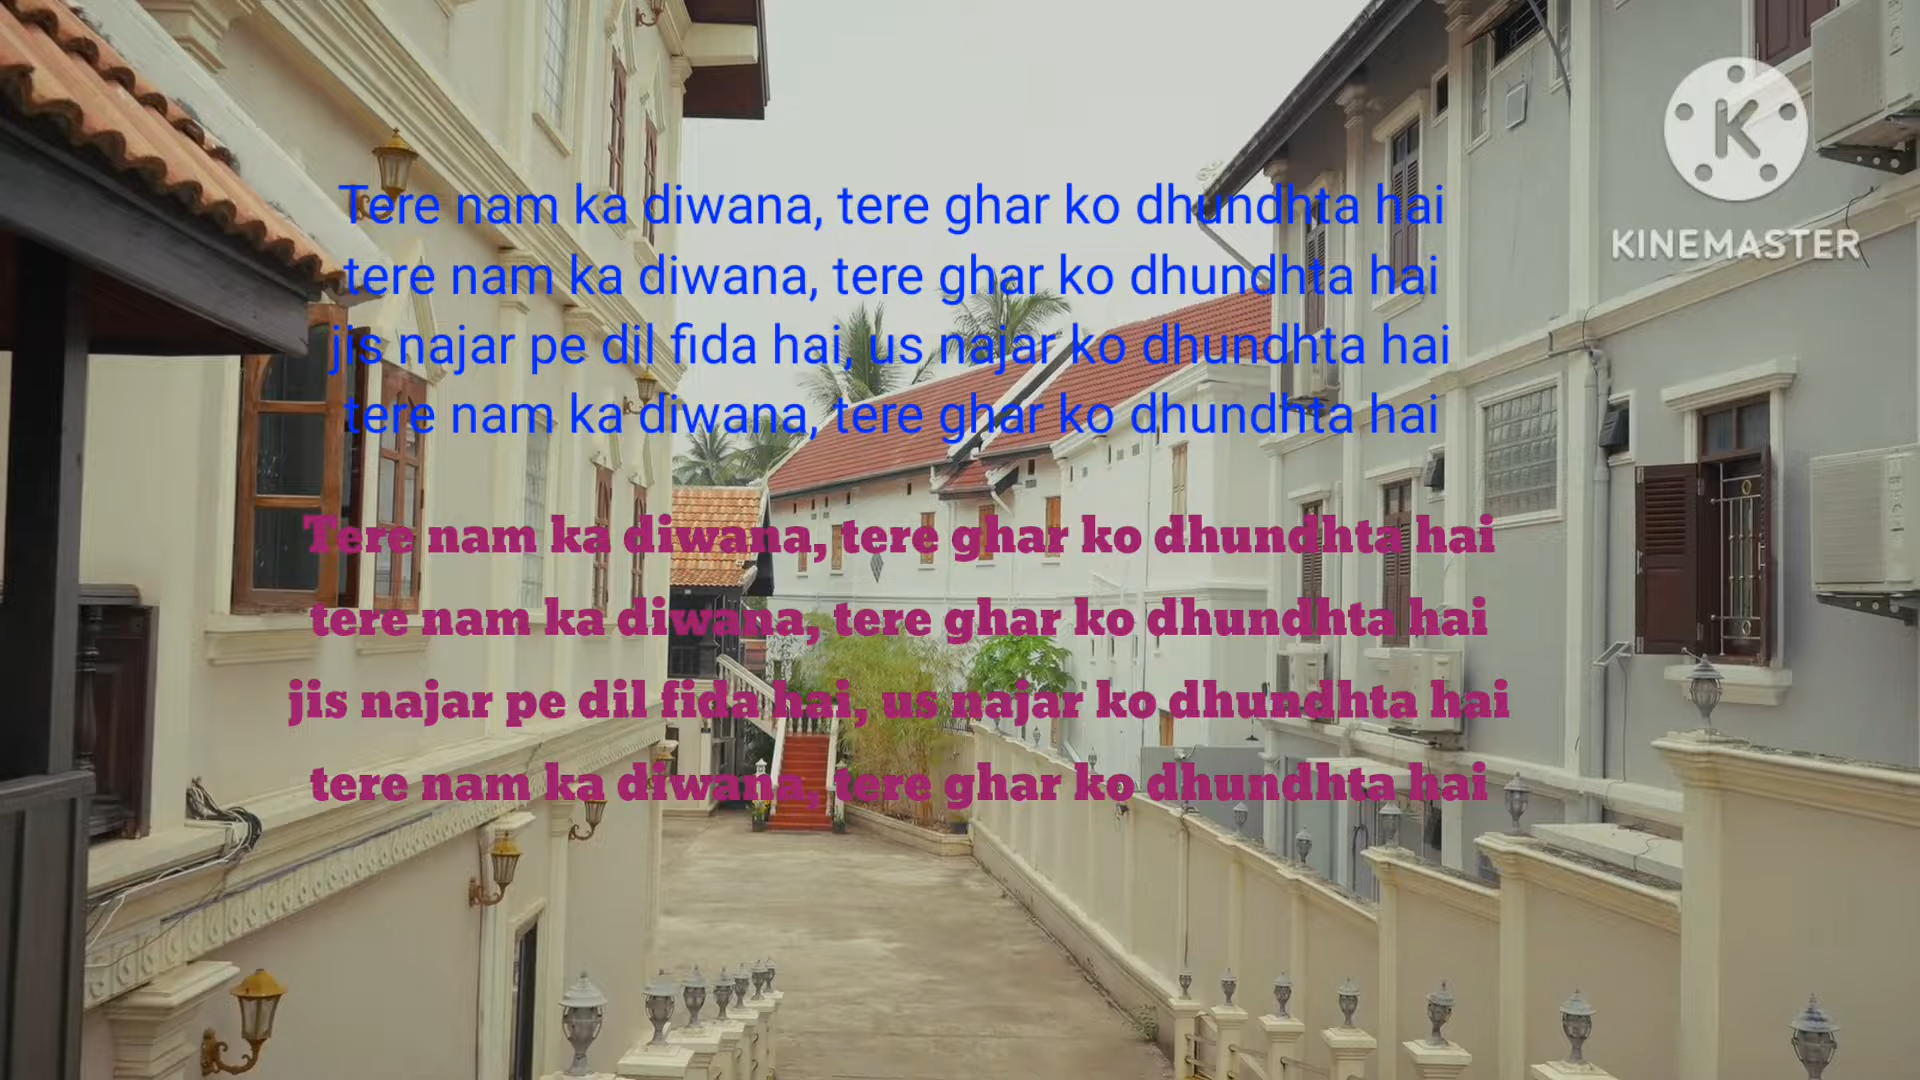 K
KINEMASTER
Tere nam ka diwana, tere ghar ko dhundhta hai
tere nam ka diwana, tere ghar ko dhundhta hai
jis najar pe dil fida hai, us najar ko dhundhta hai
tere nam ka diwana, tere ghar ko dhundhta hai
Tere nam ka diwana, tere ghar ko dhundhta hai
tere nam ka diwana, tere ghar ko dhundhta hai
jis najar pe dil fida hai, us najar ko dhundhta hai
tere nam ka diwana, tere ghar ko dhundhta hai